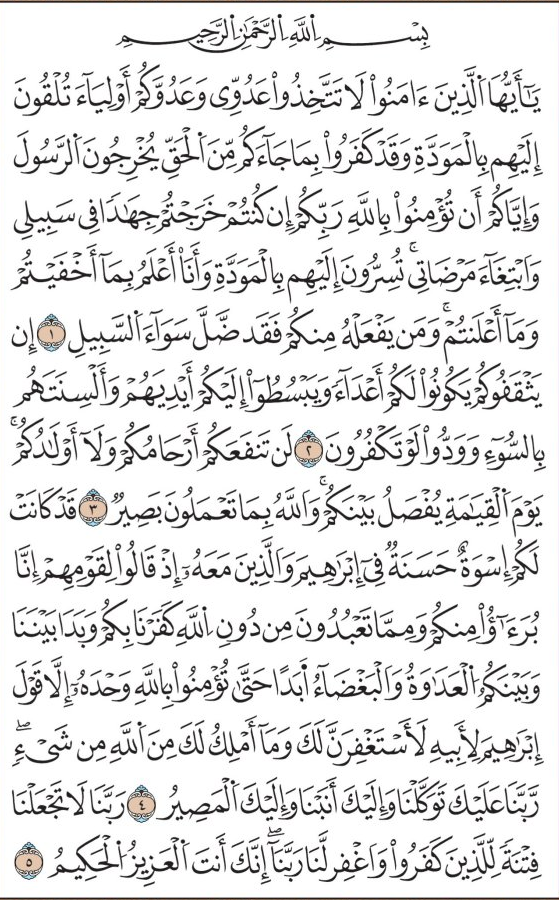 بِسْمِ ٱللَّهِ ٱلرَّحْمَٰنِ ٱلرَّحِيمِ
يَٰٓأَيُّهَا ٱلَّذِينَ ءَامَنُوا۟ لَا تَتَّخِذُوا۟ عَدُوِّى وَعَدُوَّكُمْ أَوْلِيَآءَ تُلْقُونَ
إِلَيْهِم بِٱلْمَوَدَّةِ وَقَدْ كَفَرُوا۟ بِمَا جَآءَكُم مِّنَ ٱلْحَقِّ يُخْرِجُونَ ٱلرَّسُولَ
وَإِيَّاكُمْ أَن تُؤْمِنُوا۟ بِٱللَّهِ رَبِّكُمْ إِن كُنتُمْ خَرَجْتُمْ جِهَٰدًا فِى سَبِيلِى
وَٱبْتِغَآءَ مَرْضَاتِىۚ تُسِرُّونَ إِلَيْهِم بِٱلْمَوَدَّةِ وَأَنَا۠ أَعْلَمُ بِمَآ أَخْفَيْتُمْ
وَمَآ أَعْلَنتُمْۚ وَمَن يَفْعَلْهُ مِنكُمْ فَقَد ضَّلَّ سَوَآءَ ٱلسَّبِيلِ ١ إِن
يَثْقَفُوكُمْ يَكُونُوا۟ لَكُمْ أَعْدَآءً وَيَبْسُطُوٓا۟ إِلَيْكُمْ أَيْدِيَهُمْ وَأَلْسِنَتَهُم
بِٱلسُّوٓءِ وَوَدُّوا۟ لَوْ تَكْفُرُونَ ٢ لَن تَنفَعَكُمْ أَرْحَامُكُمْ وَلَآ أَوْلَٰدُكُمْۚ
يَوْمَ ٱلْقِيَٰمَةِ يُفْصَلُ بَيْنَكُمْۚ وَٱللَّهُ بِمَا تَعْمَلُونَ بَصِيرٌ ٣ قَدْ كَانَتْ
لَكُمْ إِسْوَةٌ حَسَنَةٌ فِىٓ إِبْرَٰهِيمَ وَٱلَّذِينَ مَعَهُۥٓ إِذْ قَالُوا۟ لِقَوْمِهِمْ إِنَّا
بُرَءَٰٓؤُا۟ مِنكُمْ وَمِمَّا تَعْبُدُونَ مِن دُونِ ٱللَّهِ كَفَرْنَا بِكُمْ وَبَدَا بَيْنَنَا
وَبَيْنَكُمُ ٱلْعَدَٰوَةُ وَٱلْبَغْضَآءُ أَبَدًا حَتَّىٰ تُؤْمِنُوا۟ بِٱللَّهِ وَحْدَهُۥٓ إِلَّا قَوْلَ
إِبْرَٰهِيمَ لِأَبِيهِ لَأَسْتَغْفِرَنَّ لَكَ وَمَآ أَمْلِكُ لَكَ مِنَ ٱللَّهِ مِن شَىْءٍۖ
رَّبَّنَا عَلَيْكَ تَوَكَّلْنَا وَإِلَيْكَ أَنَبْنَا وَإِلَيْكَ ٱلْمَصِيرُ ٤ رَبَّنَا لَا تَجْعَلْنَا
فِتْنَةً لِّلَّذِينَ كَفَرُوا۟ وَٱغْفِر لَّنَا رَبَّنَآۖ إِنَّكَ أَنتَ ٱلْعَزِيزُ ٱلْحَكِيمُ ٥